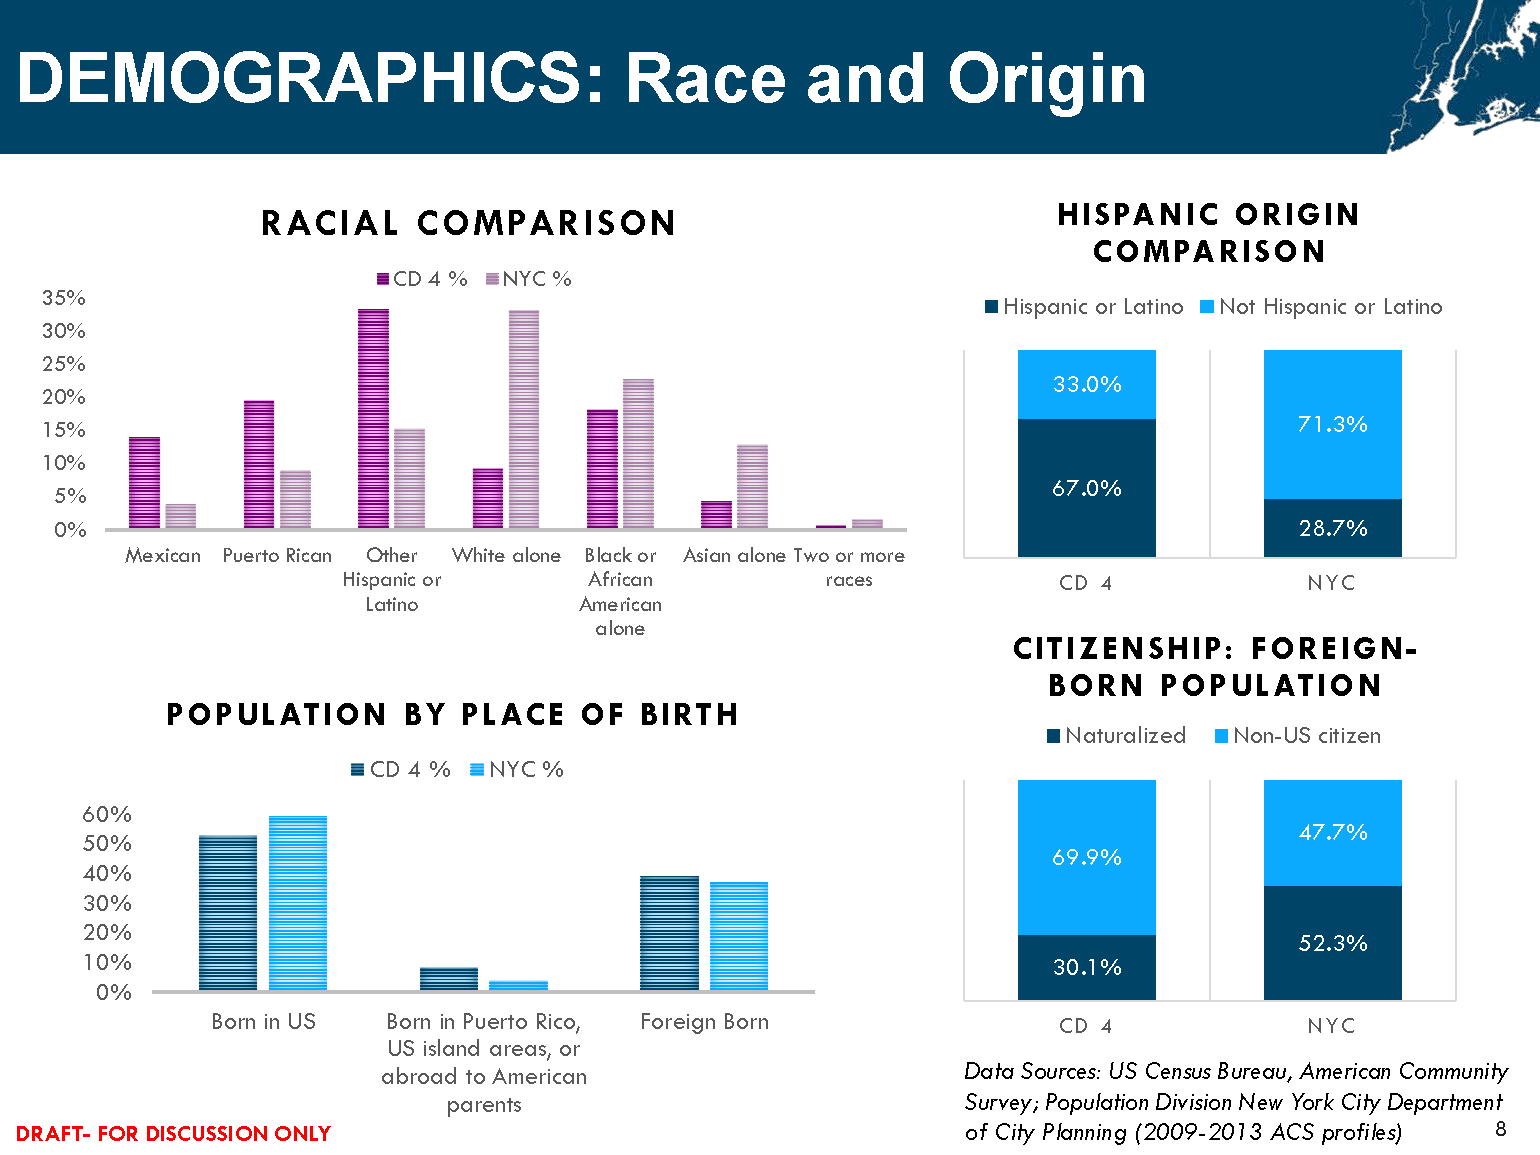 DEMOGRAPHICS: Race and Origin
RACIAL COMPARISON
CD 4 % NYC %
35%
30%
25%
20%
15%
10%
5%
0%
Mexican Puerto Rican Other White alone Black or Asian alone Two or more
Hispanic or African races
Latino American
alone
HISPANIC ORIGIN
COMPARISON
Hispanic or Latino Not Hispanic or Latino
33.0%
71.3%
67.0%
28.7%
CD 4 NYC
POPULATION BY PLACE OF BIRTH
CD 4 % NYC %
60%
50%
40%
30%
20%
10%
0%
Born in US Born in Puerto Rico, Foreign Born
US island areas, or
abroad to American
parents
CITIZENSHIP: FOREIGN-
BORN POPULATION
Naturalized Non-US citizen
47.7%
69.9%
52.3%
30.1%
CD 4 NYC
Data Sources: US Census Bureau, American Community
Survey; Population Division New York City Department
of City Planning (2009-2013 ACS profiles)
DRAFT- FOR DISCUSSION ONLY
8